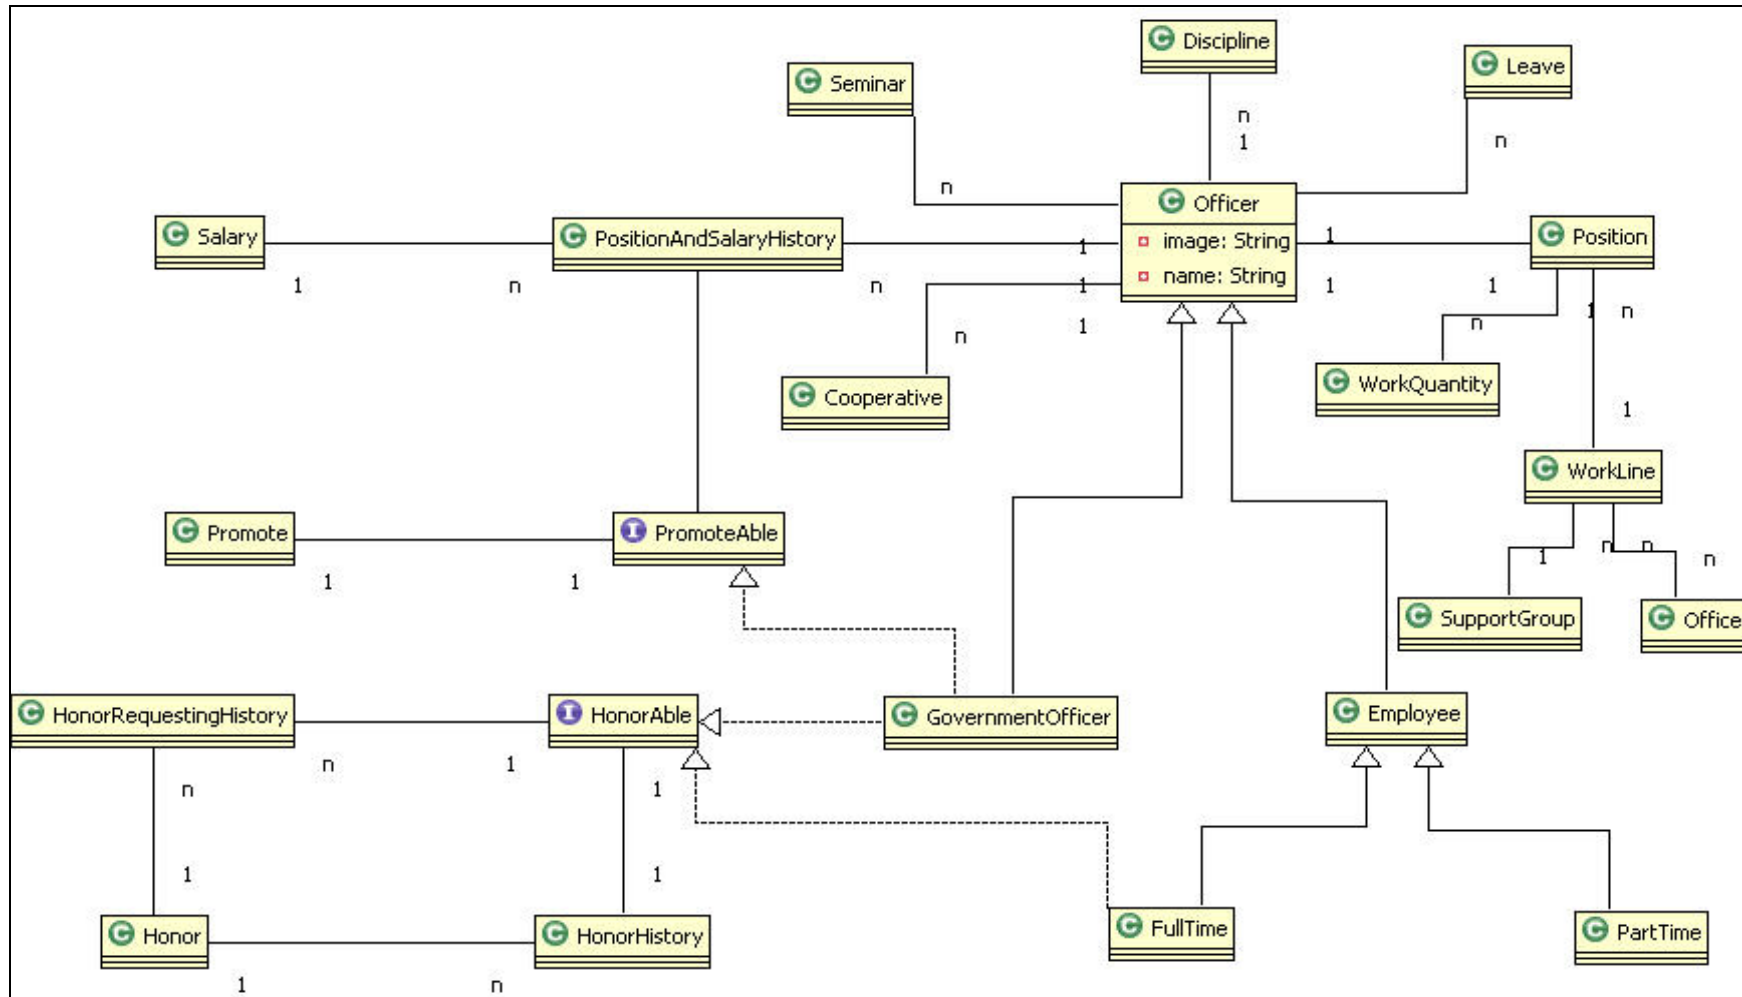 C Discipline
C Seminar
C Leave
n
1
n
n
C Officer
image: String
name: String
C Salary
C PositionAndSalaryHistory
C Position
1
1
1
n
n
1
1
1
1
n
1
n
n
1
C Cooperative
C WorkQuantity
1
C WorkLine
C Promote
I PromoteAble
1
1
1
n
n
n
C SupportGroup
C Office
C HonorRequestingHistory
I HonorAble
C GovernmentOfficer
C Employee
n
1
n
1
1
1
C Honor
C HonorHistory
C FullTime
C PartTime
1
n